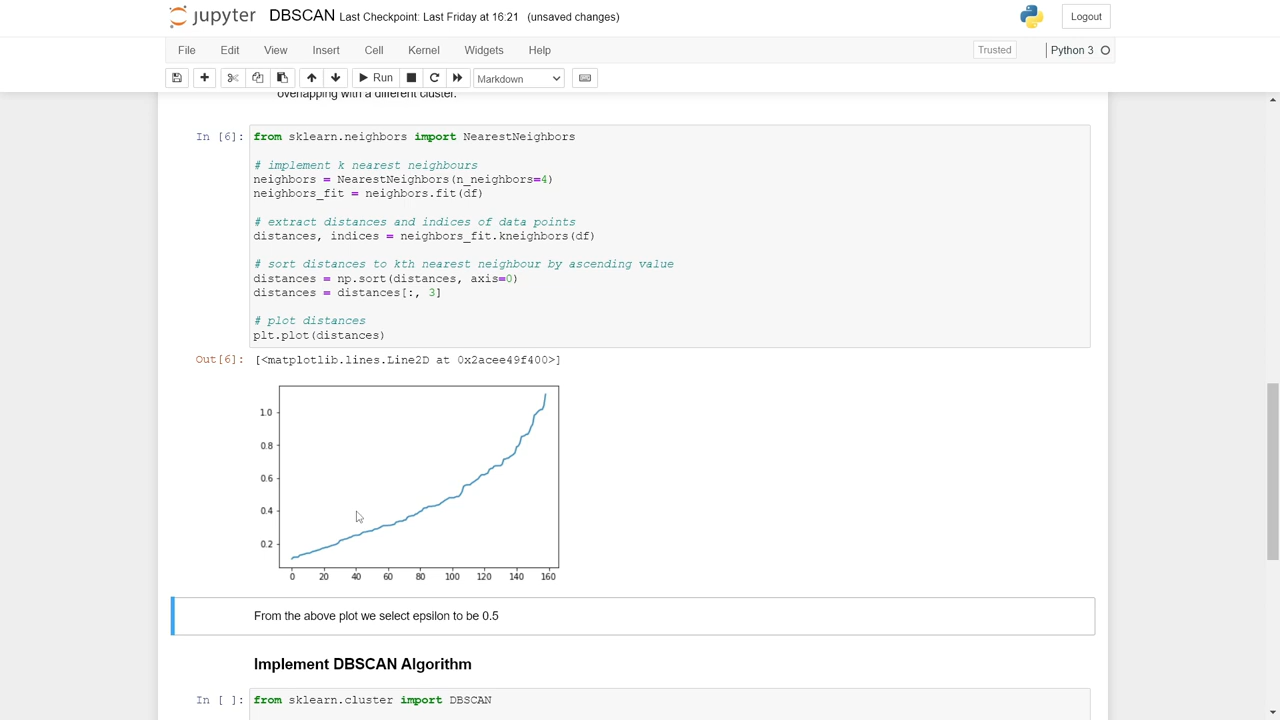 jupyter DBSCAN Last Checkpoint: Last Friday at 16:21 (unsaved changes) Logout
File Edit View Insert Cell Kernel Widgets Help Trusted Python 3
Run Markdown
overlapping with a different cluster.
In [6]: from sklearn.neighbors import NearestNeighbors
# implement k nearest neighbours
neighbors = NearestNeighbors(n_neighbors=4)
neighbors_fit = neighbors.fit(df)
# extract distances and indices of data points
distances, indices = neighbors_fit.kneighbors(df)
# sort distances to kth nearest neighbour by ascending value
distances = np.sort(distances, axis=0)
distances = distances[:, 3]
# plot distances
plt.plot(distances)
Out[6]: [<matplotlib.lines.Line2D at 0x2acee49f400>]
1.0
0.8
0.6
0.4
0.2
0 20 40 60 80 100 120 140 160
From the above plot we select epsilon to be 0.5
Implement DBSCAN Algorithm
In [ ]: from sklearn.cluster import DBSCAN